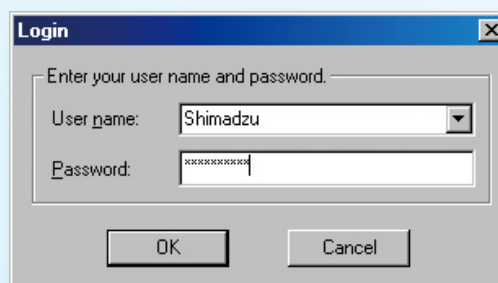 Login
Enter your user name and password.
User name: Shimadzu
Password: **********
OK Cancel